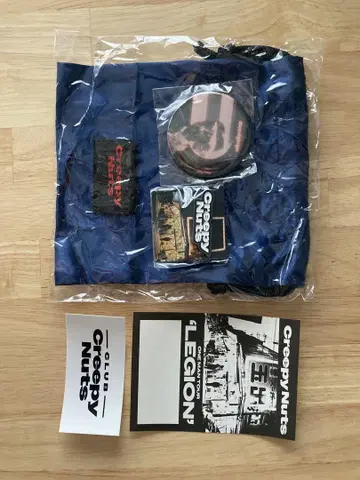 Creepy
Nuts
Creepy
Nuts
CLUB
Creepy
Nuts
Creepy Nuts
ONE MAN TOUR
'LEGION'